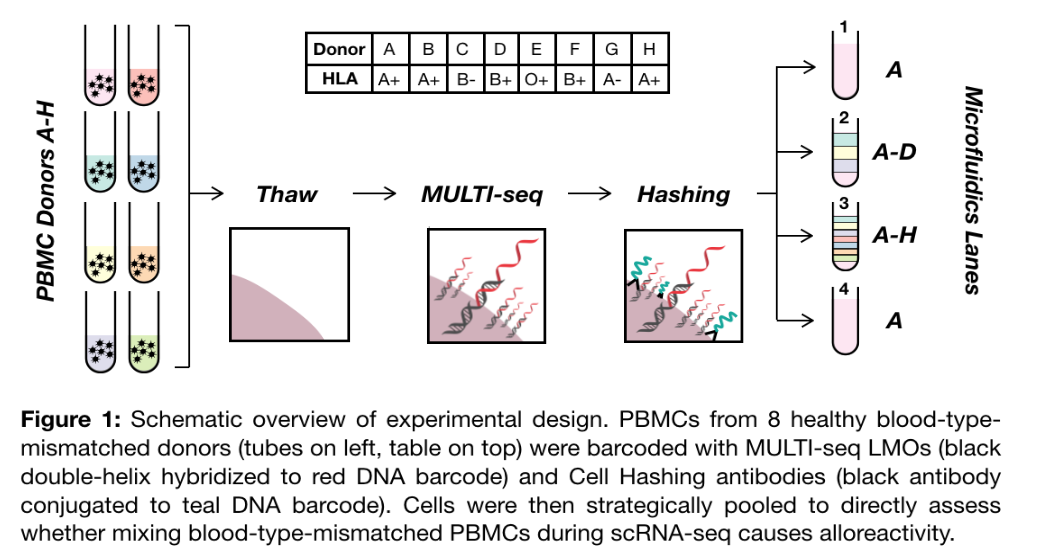 PBMC Donors A-H
Donor A B C D E F G H
HLA A+ A+ B- B+ O+ B+ A- A+
Thaw
MULTI-seq
Hashing
1
A
2
A-D
3
A-H
4
A
Microfluidics Lanes
Figure 1: Schematic overview of experimental design. PBMCs from 8 healthy blood-type-
mismatched donors (tubes on left, table on top) were barcoded with MULTI-seq LMOs (black
double-helix hybridized to red DNA barcode) and Cell Hashing antibodies (black antibody
conjugated to teal DNA barcode). Cells were then strategically pooled to directly assess
whether mixing blood-type-mismatched PBMCs during scRNA-seq causes alloreactivity.